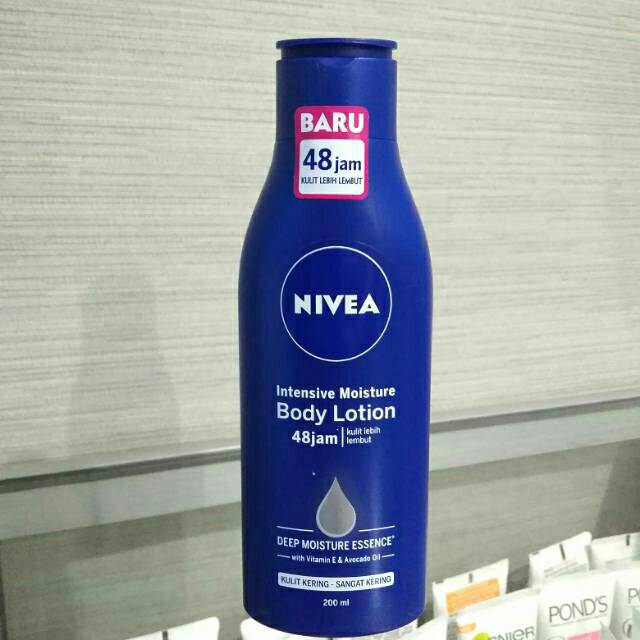 BARU
48 jam
KULIT LEBIH LEMBUT
NIVEA
Intensive Moisture
Body Lotion
48jam
kulit lebih
lembut
DEEP MOISTURE ESSENCE*
with Vitamin E & Avocado Oil
KULIT KERING - SANGAT KERING
200 ml
POND'S